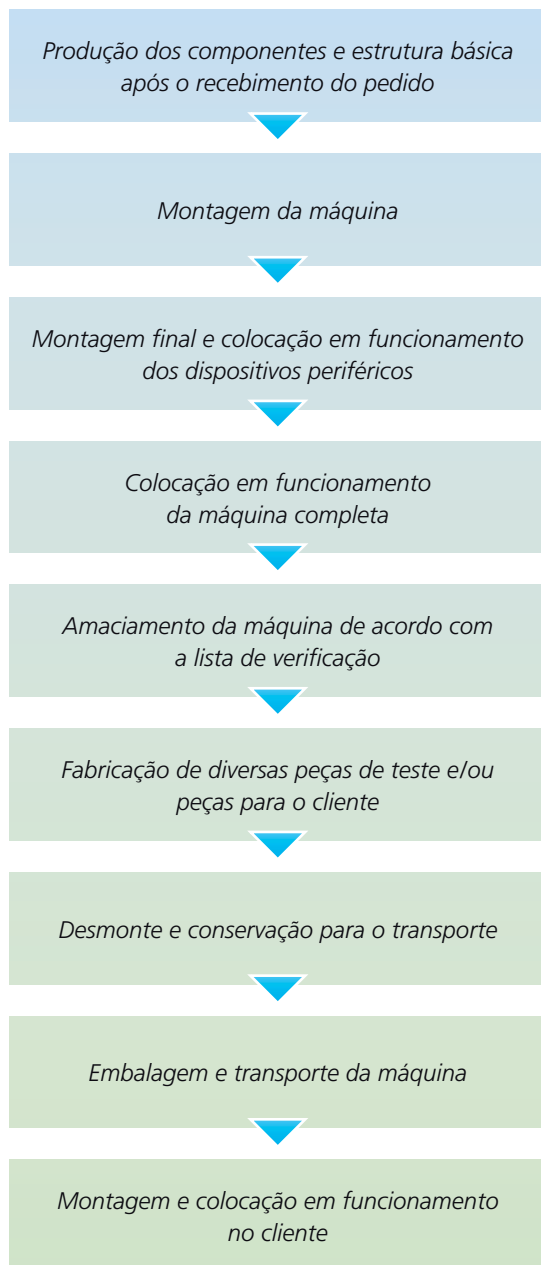 Produção dos componentes e estrutura básica
após o recebimento do pedido
Montagem da máquina
Montagem final e colocação em funcionamento
dos dispositivos periféricos
Colocação em funcionamento
da máquina completa
Amaciamento da máquina de acordo com
a lista de verificação
Fabricação de diversas peças de teste e/ou
peças para o cliente
Desmonte e conservação para o transporte
Embalagem e transporte da máquina
Montagem e colocação em funcionamento
no cliente